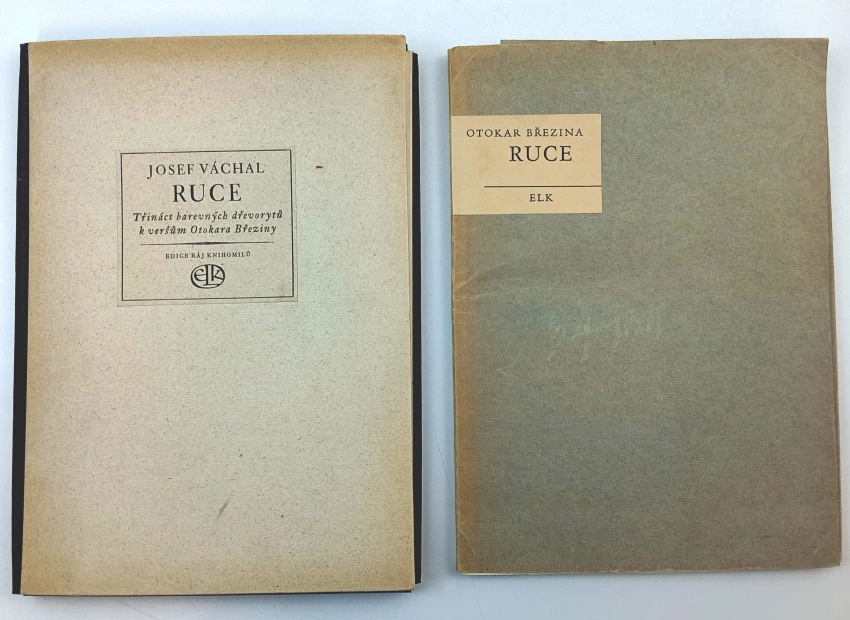 JOSEF VÁCHAL
RUCE
Třináct barevných dřevorytů
k veršům Otokara Březiny
EDICE RÁJ KNIHOMILŮ
ELK
OTOKAR BŘEZINA
RUCE
ELK